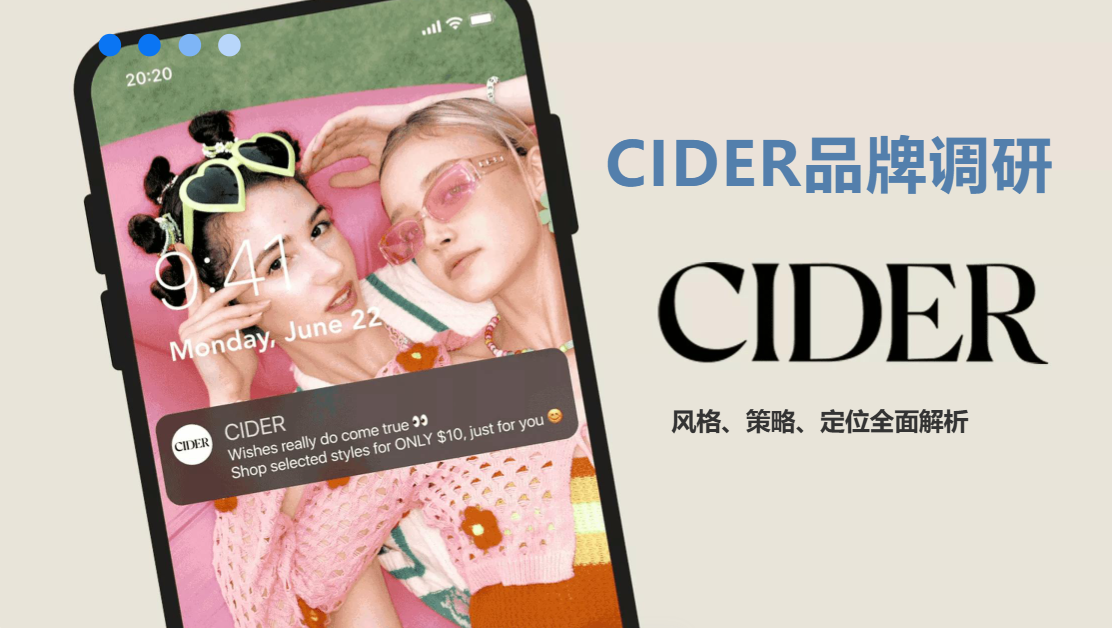 20:20
9:41
Monday, June 22
CIDER
CIDER
Wishes really do come true 👀
Shop selected styles for ONLY $10, just for you 😊
CIDER品牌调研
CIDER
风格、策略、定位全面解析